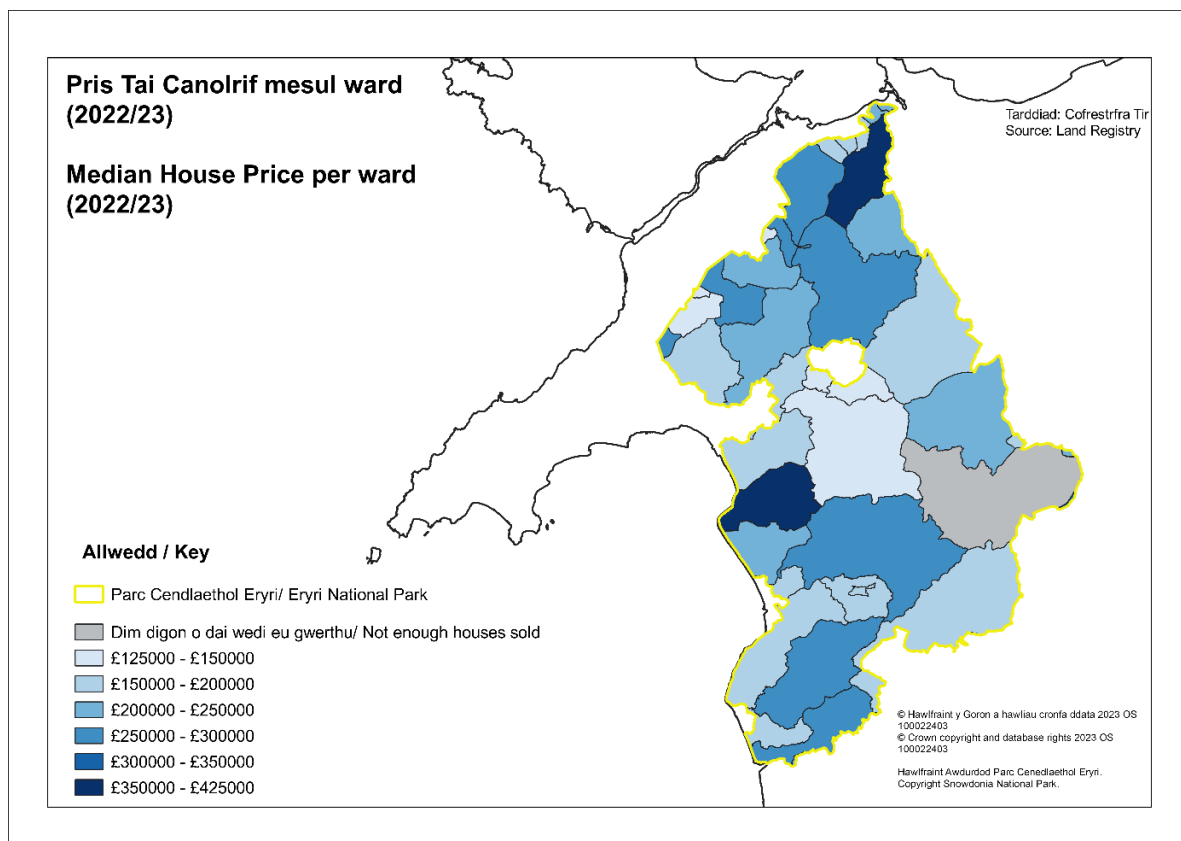 Pris Tai Canolrif mesul ward
(2022/23)
Median House Price per ward
(2022/23)
Tarddiad: Cofrestrfra Tir
Source: Land Registry
Allwedd / Key
Parc Cendlaethol Eryri/ Eryri National Park
Dim digon o dai wedi eu gwerthu/ Not enough houses sold
£125000 - £150000
£150000 - £200000
£200000 - £250000
£250000 - £300000
£300000 - £350000
£350000 - £425000
© Hawlfraint y Goron a hawliau cronfa ddata 2023 OS
100022403
© Crown copyright and database rights 2023 OS
100022403
Hawlfraint Awdurdod Parc Cenedlaethol Eryri.
Copyright Snowdonia National Park.